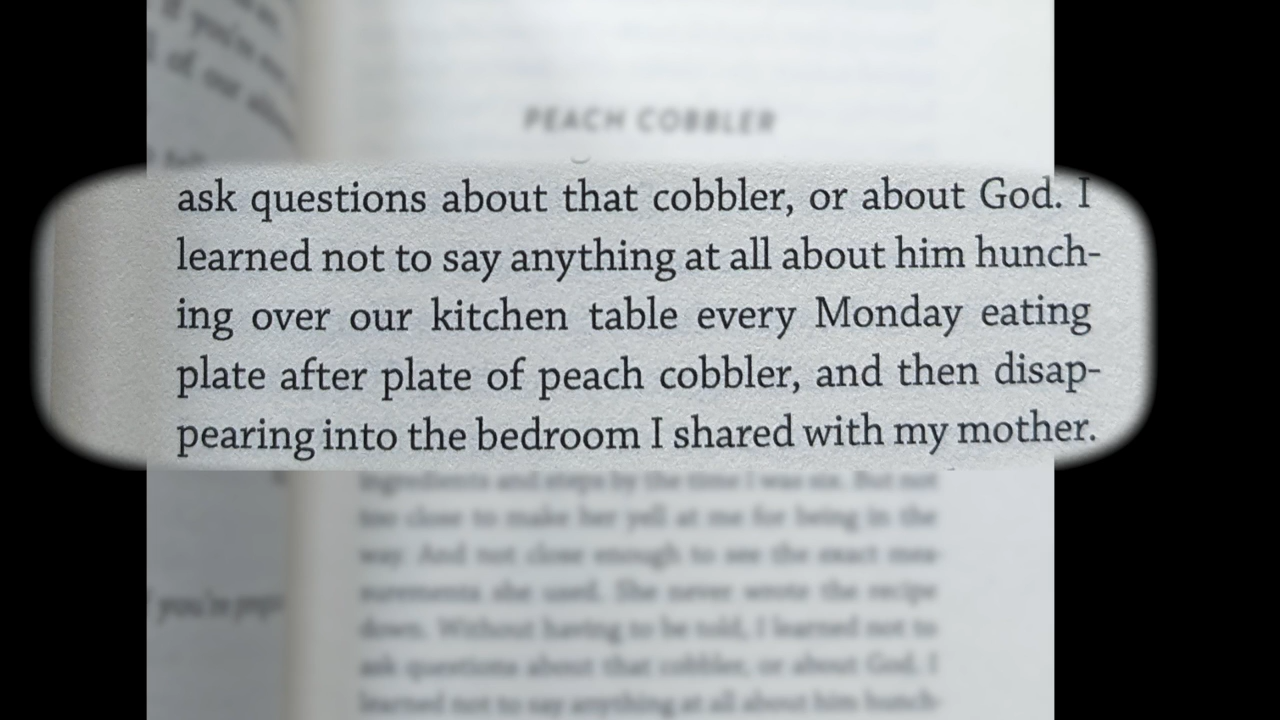 PEACH COBBLER
ask questions about that cobbler, or about God. I
learned not to say anything at all about him hunch-
ing over our kitchen table every Monday eating
plate after plate of peach cobbler, and then disap-
pearing into the bedroom I shared with my mother.
ingredients and steps by the time I was six. But not
too close to make her yell at me for being in the
way. And not close enough to see the exact mea-
surements she used. She never wrote the recipe
down. Without having to be told, I learned not to
ask questions about that cobbler, or about God. I
learned not to say anything at all about him hunch-